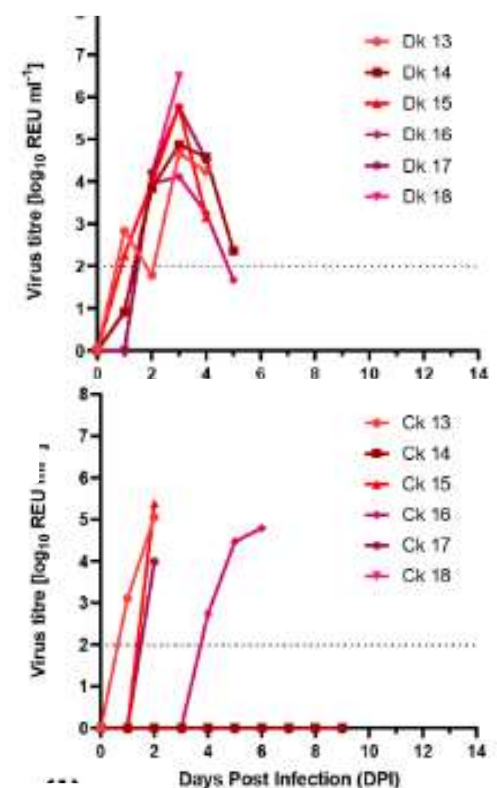 Virus titre [log10 REU ml-1]
8
7
6
5
4
3
2
1
0
0 2 4 6 8 10 12 14
Dk 13
Dk 14
Dk 15
Dk 16
Dk 17
Dk 18
Virus titre [log10 REU
8
7
6
5
4
3
2
1
0
0 2 4 6 8 10 12 14
Ck 13
Ck 14
Ck 15
Ck 16
Ck 17
Ck 18
Days Post Infection (DPI)